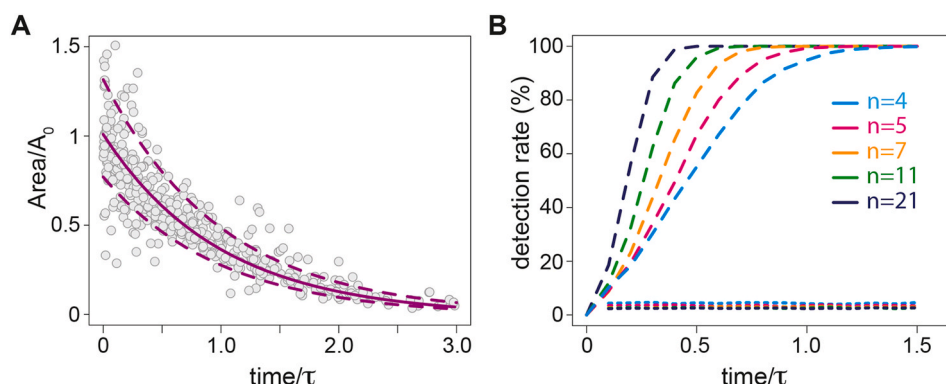 A
Area/A0
1.5
1
0.5
0
0
1.0
2.0
3.0
time/τ
B
detection rate (%)
100
80
60
40
20
0
n=4
n=5
n=7
n=11
n=21
0
0.5
1.0
1.5
time/τ